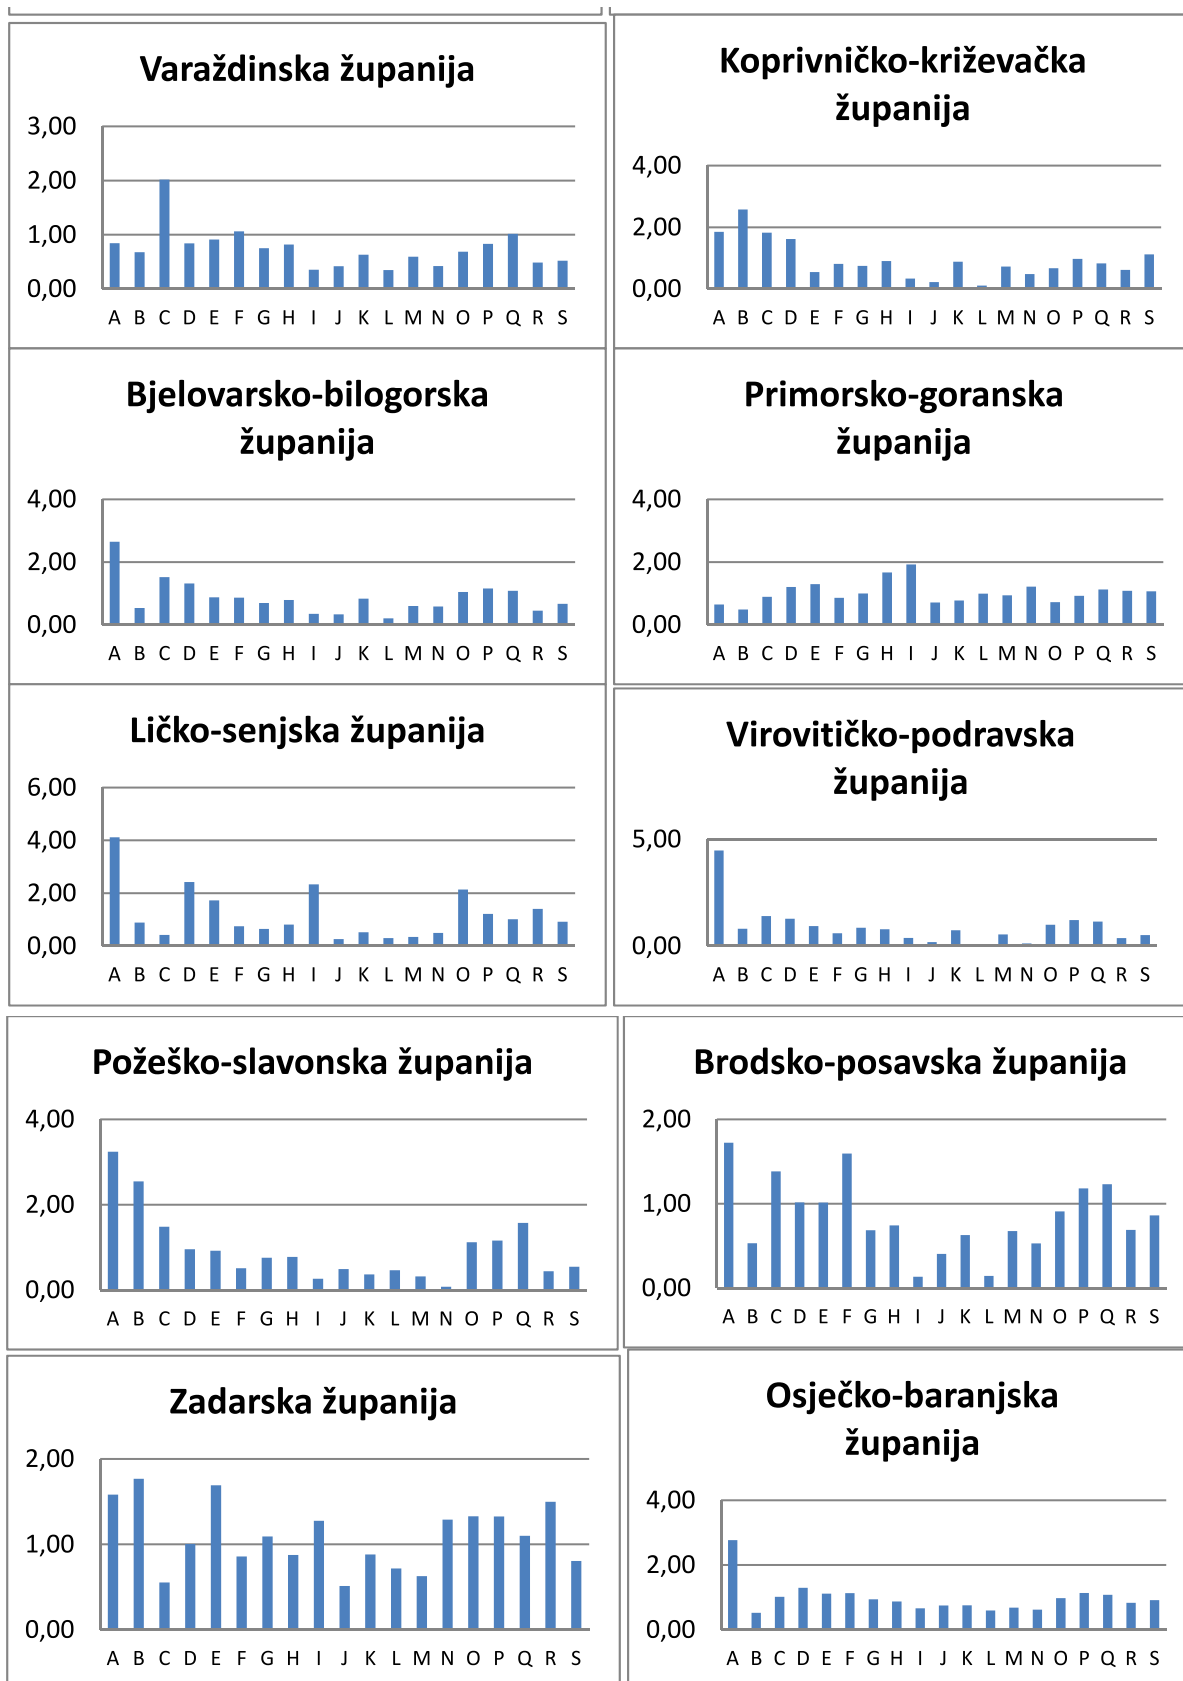 Varaždinska županija
3,00
2,00
1,00
0,00
A B C D E F G H I J K L M N O P Q R S
Koprivničko-križevačka
županija
4,00
2,00
0,00
A B C D E F G H I J K L M N O P Q R S
Bjelovarsko-bilogorska
županija
4,00
2,00
0,00
A B C D E F G H I J K L M N O P Q R S
Primorsko-goranska
županija
4,00
2,00
0,00
A B C D E F G H I J K L M N O P Q R S
Ličko-senjska županija
6,00
4,00
2,00
0,00
A B C D E F G H I J K L M N O P Q R S
Virovitičko-podravska
županija
5,00
0,00
A B C D E F G H I J K L M N O P Q R S
Požeško-slavonska županija
4,00
2,00
0,00
A B C D E F G H I J K L M N O P Q R S
Brodsko-posavska županija
2,00
1,00
0,00
A B C D E F G H I J K L M N O P Q R S
Zadarska županija
2,00
1,00
0,00
A B C D E F G H I J K L M N O P Q R S
Osječko-baranjska
županija
4,00
2,00
0,00
A B C D E F G H I J K L M N O P Q R S